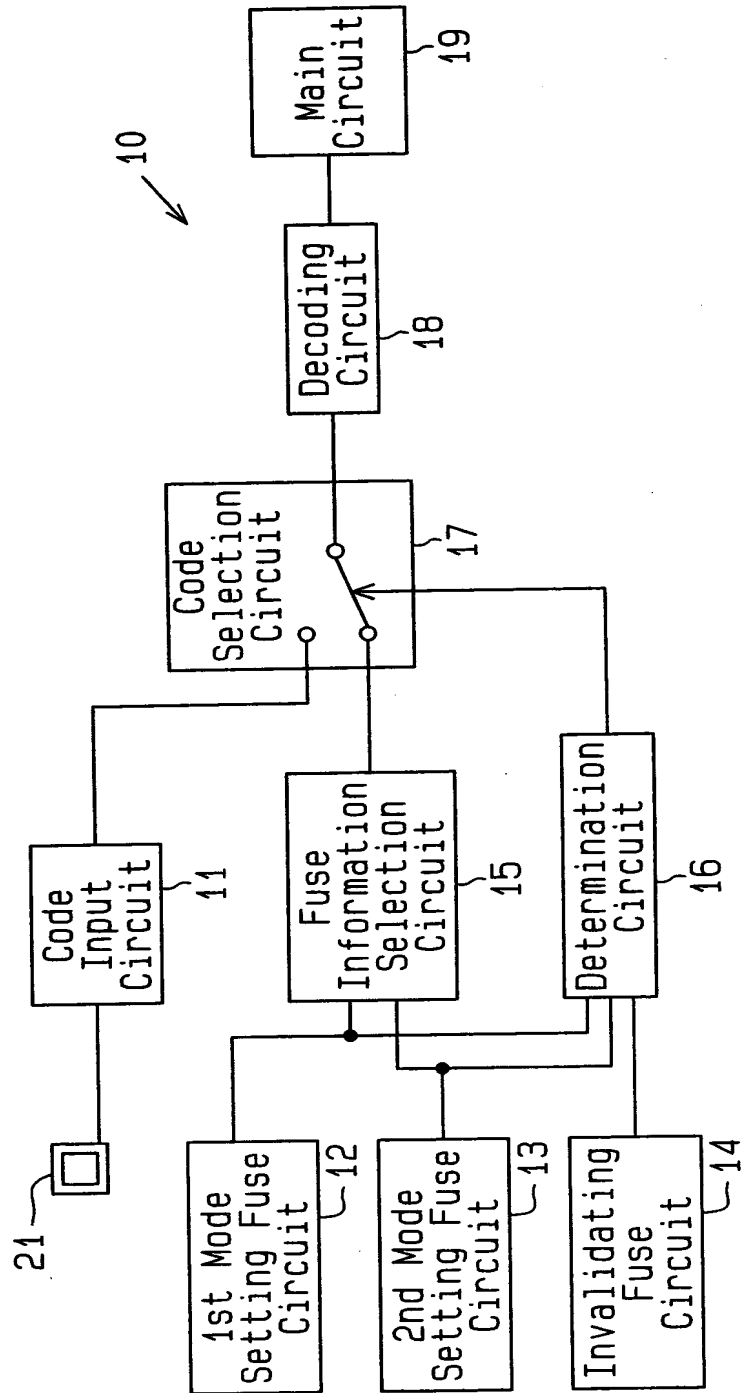 10
21
Code
Input
Circuit
11
1st Mode
Setting Fuse
Circuit
12
2nd Mode
Setting Fuse
Circuit
13
Invalidating
Fuse
Circuit
14
Fuse
Information
Selection
Circuit
15
Determination
Circuit
16
Code
Selection
Circuit
17
Decoding
Circuit
18
Main
Circuit
19